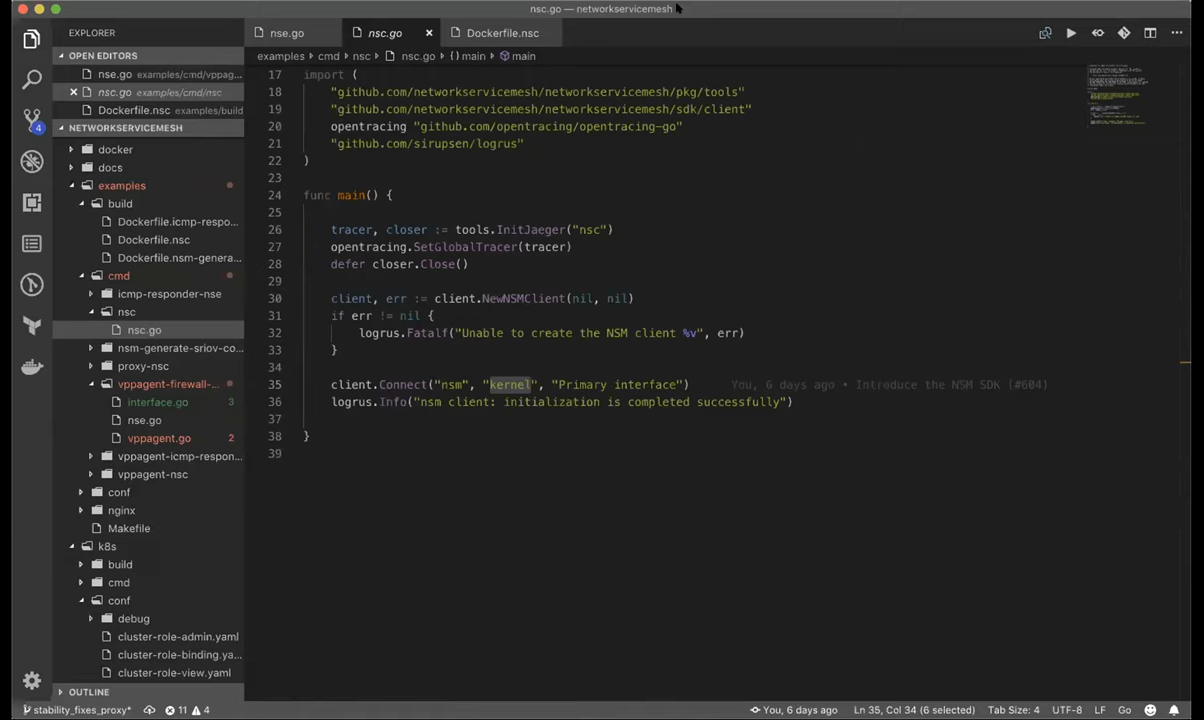 nsc.go — networkservicemesh
EXPLORER
nse.go
nsc.go
Dockerfile.nsc
OPEN EDITORS
nse.go examples/cmd/vppag...
nsc.go examples/cmd/nsc
Dockerfile.nsc examples/build
NETWORKSERVICEMESH
docker
docs
examples
build
Dockerfile.icmp-respo...
Dockerfile.nsc
Dockerfile.nsm-genera...
cmd
icmp-responder-nse
nsc
nsc.go
nsm-generate-sriov-co...
proxy-nsc
vppagent-firewall-...
interface.go 3
nse.go
vppagent.go 2
vppagent-icmp-respon...
vppagent-nsc
conf
nginx
Makefile
k8s
build
cmd
conf
debug
cluster-role-admin.yaml
cluster-role-binding.ya...
cluster-role-view.yaml
OUTLINE
4
examples cmd nsc nsc.go {} main main
17 import (
18 "github.com/networkservicemesh/networkservicemesh/pkg/tools"
19 "github.com/networkservicemesh/networkservicemesh/sdk/client"
20 opentracing "github.com/opentracing/opentracing-go"
21 "github.com/sirupsen/logrus"
22 )
23
24 func main() {
25
26 tracer, closer := tools.InitJaeger("nsc")
27 opentracing.SetGlobalTracer(tracer)
28 defer closer.Close()
29
30 client, err := client.NewNSMClient(nil, nil)
31 if err != nil {
32 logrus.Fatalf("Unable to create the NSM client %v", err)
33 }
34
35 client.Connect("nsm", "kernel", "Primary interface") You, 6 days ago • Introduce the NSM SDK (#604)
36 logrus.Info("nsm client: initialization is completed successfully")
37
38 }
39
stability_fixes_proxy* 11 4 You, 6 days ago Ln 35, Col 34 (6 selected) Tab Size: 4 UTF-8 LF Go